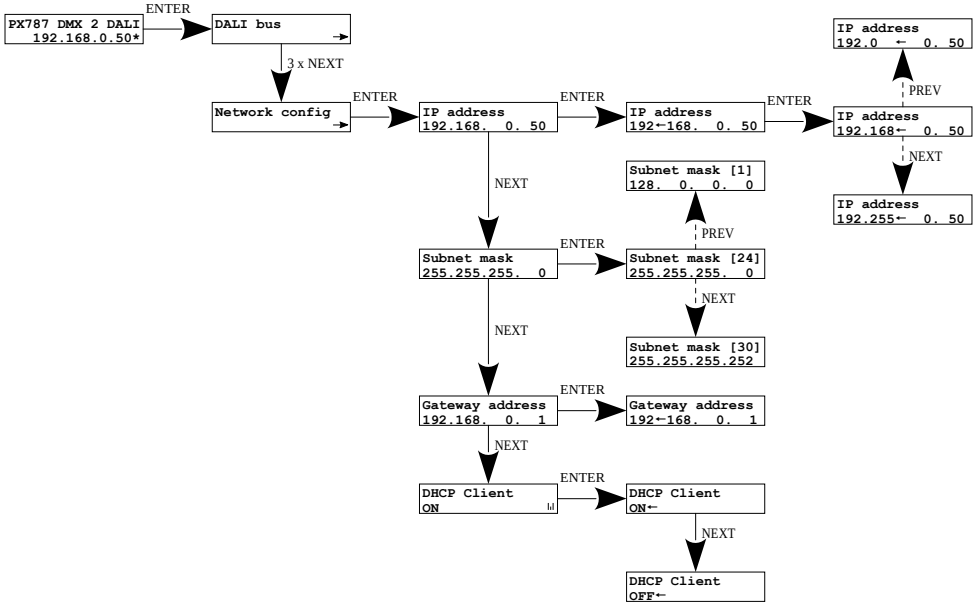 PX787 DMX 2 DALI
192.168.0.50*
ENTER
DALI bus
→
3 x NEXT
Network config
→
ENTER
IP address
192.168.  0. 50
ENTER
IP address
192←168.  0. 50
ENTER
IP address
192.0  ←  0. 50
PREV
IP address
192.168←  0. 50
NEXT
IP address
192.255←  0. 50
NEXT
Subnet mask [1]
128.  0.  0.  0
PREV
Subnet mask
255.255.255.  0
ENTER
Subnet mask [24]
255.255.255.  0
NEXT
Subnet mask [30]
255.255.255.252
NEXT
Gateway address
192.168.  0.  1
ENTER
Gateway address
192←168.  0.  1
NEXT
DHCP Client
ON
ENTER
DHCP Client
ON←
NEXT
DHCP Client
OFF←